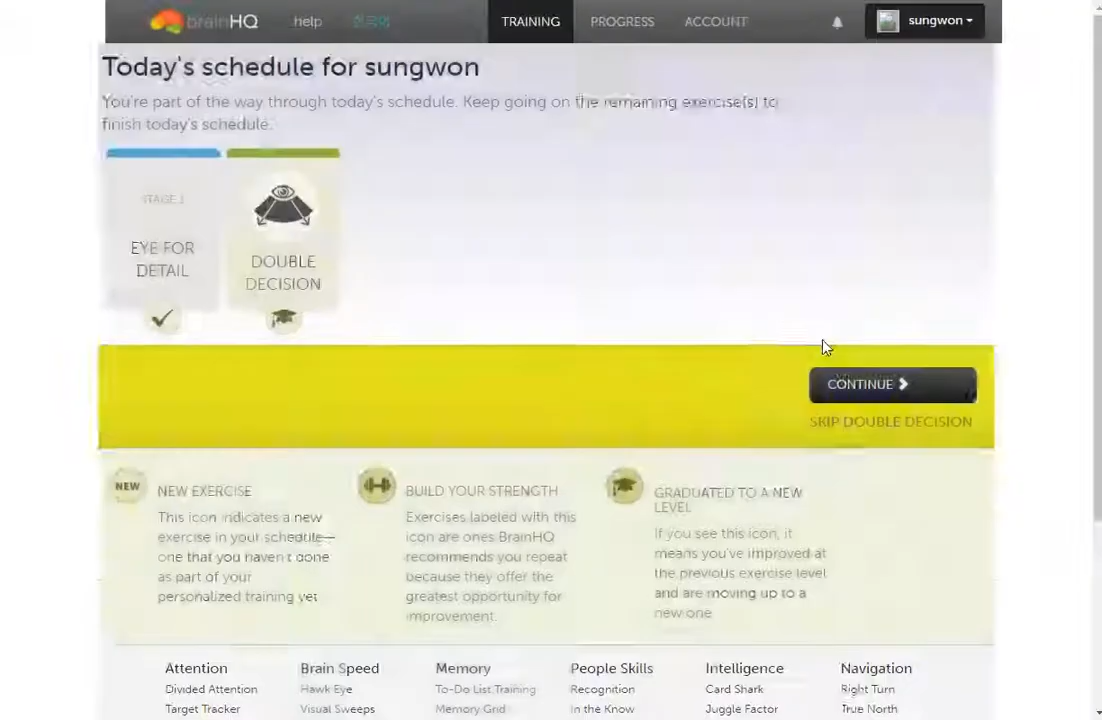 brainHQ help 한국어 TRAINING PROGRESS ACCOUNT sungwon
Today's schedule for sungwon
You're part of the way through today's schedule. Keep going on the remaining exercise(s) to
finish today's schedule.
STAGE 1
EYE FOR
DETAIL
DOUBLE
DECISION
CONTINUE
SKIP DOUBLE DECISION
NEW
NEW EXERCISE
This icon indicates a new
exercise in your schedule—
one that you haven't done
as part of your
personalized training yet
BUILD YOUR STRENGTH
Exercises labeled with this
icon are ones BrainHQ
recommends you repeat
because they offer the
greatest opportunity for
improvement.
GRADUATED TO A NEW
LEVEL
If you see this icon, it
means you've improved at
the previous exercise level
and are moving up to a
new one
Attention
Divided Attention
Target Tracker
Brain Speed
Hawk Eye
Visual Sweeps
Memory
To-Do List Training
Memory Grid
People Skills
Recognition
In the Know
Intelligence
Card Shark
Juggle Factor
Navigation
Right Turn
True North